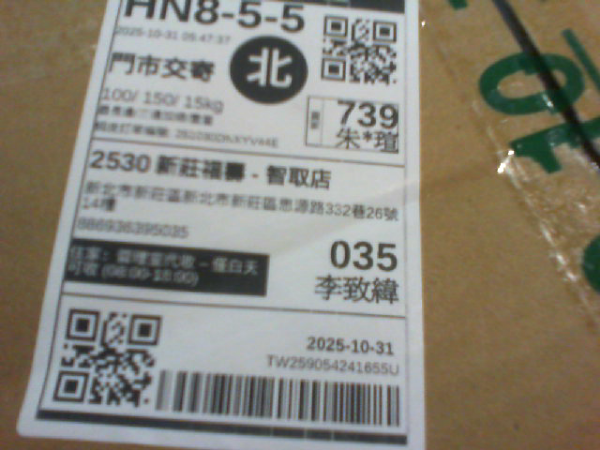 HN8-5-5
2025-10-31 05:47:37
門市交寄
北
100/ 150/ 15kg
739
朱*瑄
2530 新莊福壽 - 智取店
新北市新莊區新北市新莊區思源路332巷26號
14樓
886936395035
035
李致緯
2025-10-31
TW259054241655U